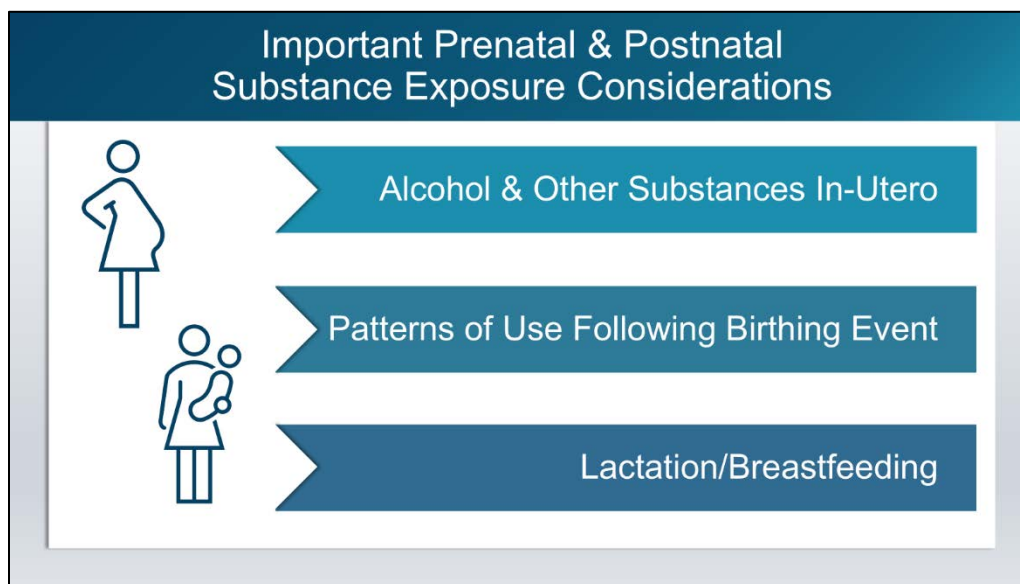 Important Prenatal & Postnatal
Substance Exposure Considerations
Alcohol & Other Substances In-Utero
Patterns of Use Following Birthing Event
Lactation/Breastfeeding